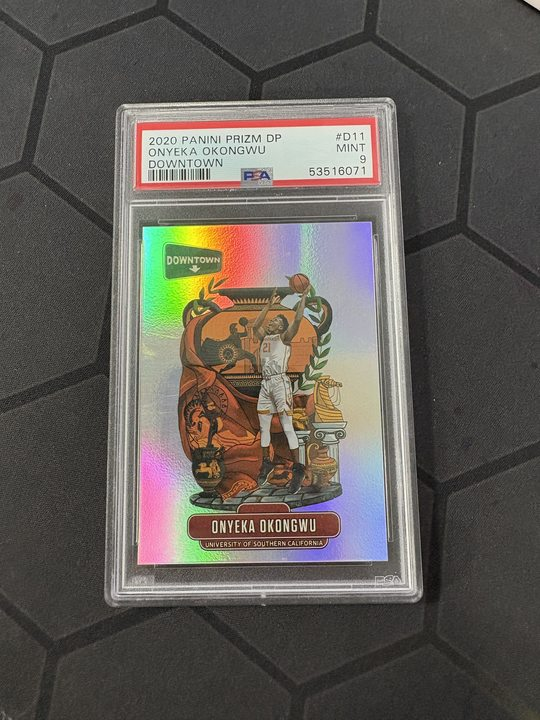 2020 PANINI PRIZM DP #D11
ONYEKA OKONGWU MINT
DOWNTOWN 9
PSA 53516071
DOWNTOWN
21
ONYEKA OKONGWU
UNIVERSITY OF SOUTHERN CALIFORNIA
PSA